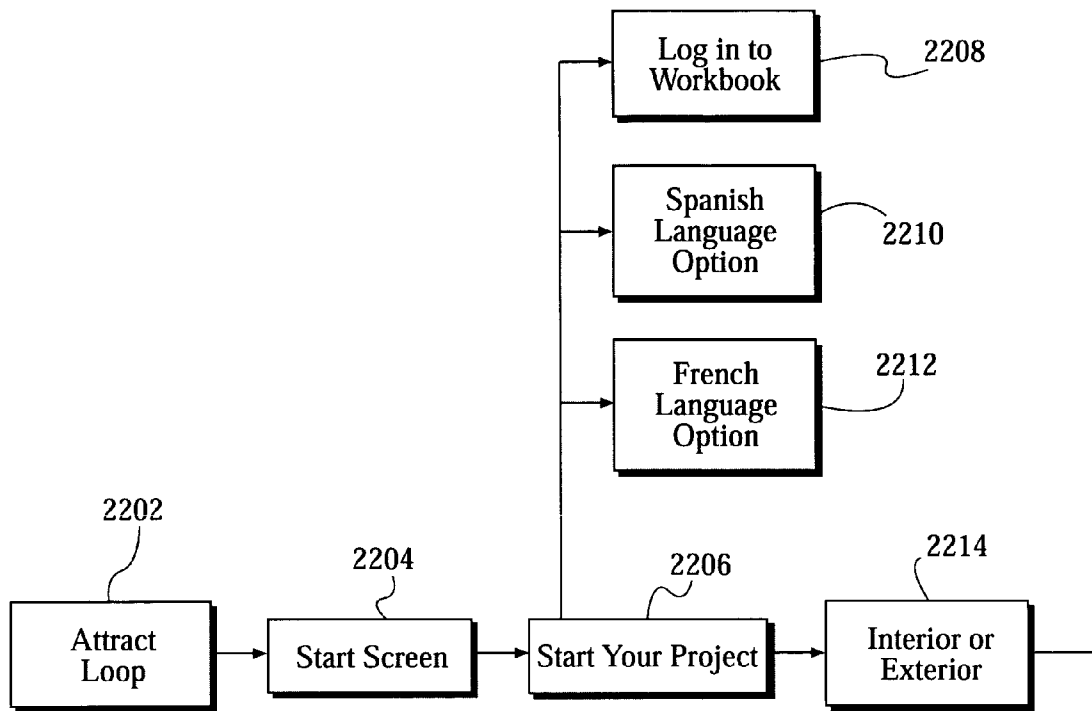 Log in to
Workbook
2208
Spanish
Language
Option
2210
French
Language
Option
2212
2202
2204
2206
2214
Attract
Loop
Start Screen
Start Your Project
Interior or
Exterior